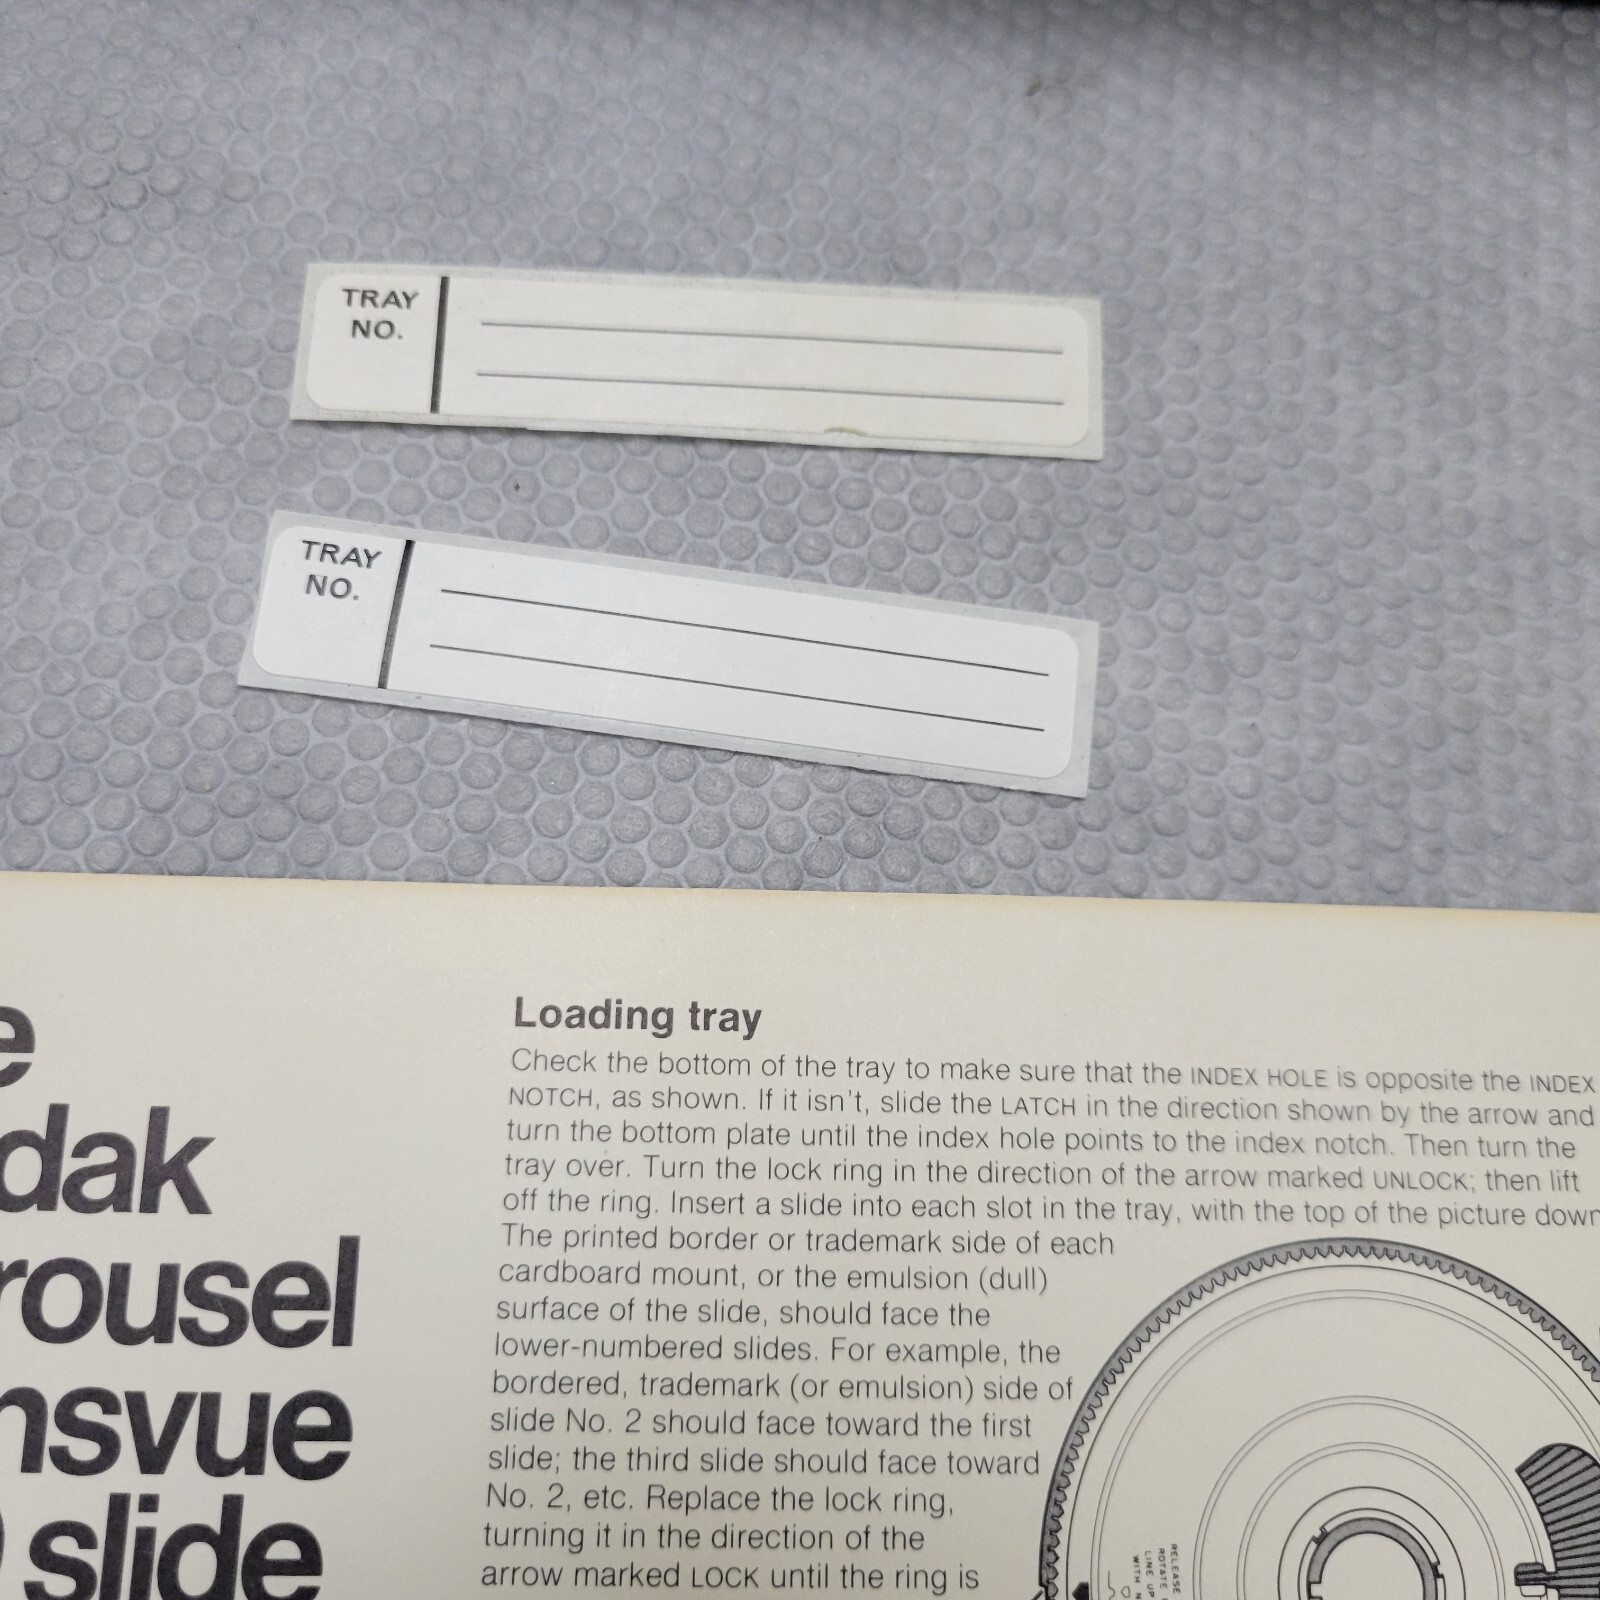 TRAY
NO.
TRAY
NO.
Loading tray
Check the bottom of the tray to make sure that the INDEX HOLE is opposite the INDEX
NOTCH, as shown. If it isn't, slide the LATCH in the direction shown by the arrow and
turn the bottom plate until the index hole points to the index notch. Then turn the
tray over. Turn the lock ring in the direction of the arrow marked UNLOCK; then lift
off the ring. Insert a slide into each slot in the tray, with the top of the picture down
The printed border or trademark side of each
cardboard mount, or the emulsion (dull)
surface of the slide, should face the
lower-numbered slides. For example, the
bordered, trademark (or emulsion) side of
slide No. 2 should face toward the first
slide; the third slide should face toward
No. 2, etc. Replace the lock ring,
turning it in the direction of the
arrow marked LOCK until the ring is
e
dak
rousel
nsvue
slide
RELEASE
ROTATE
LINE UP
WITH N